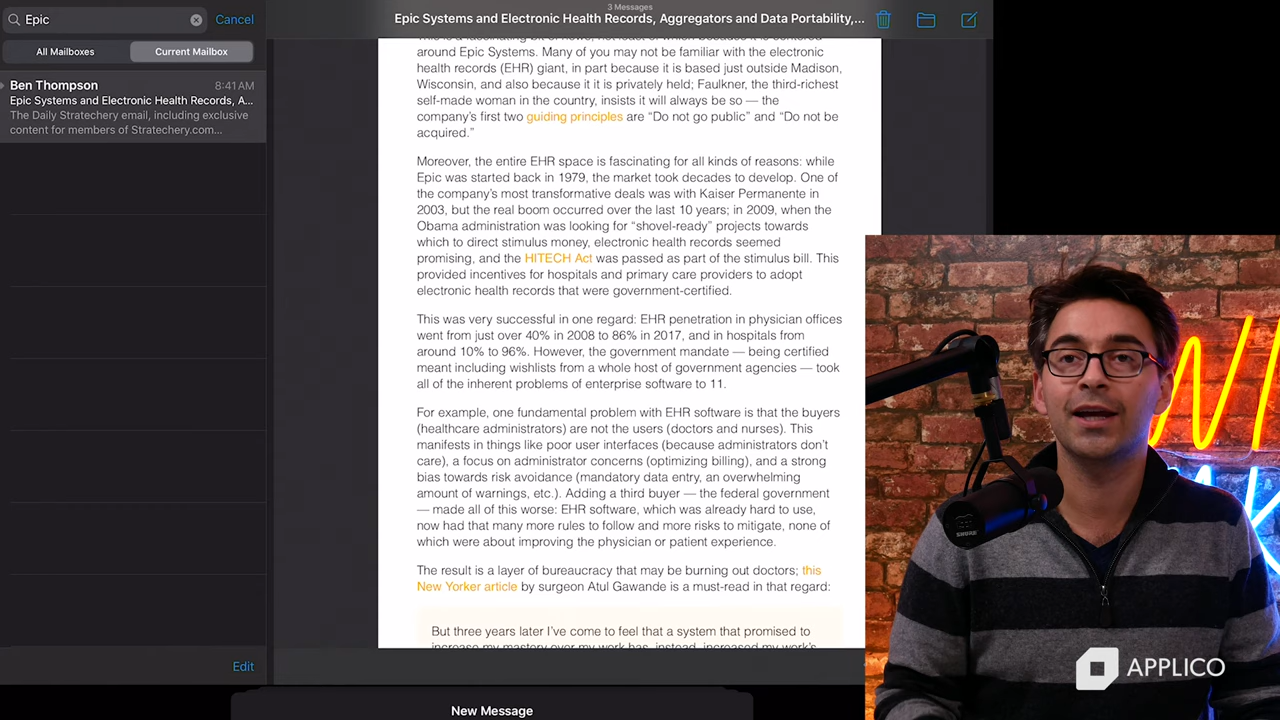 Epic
Cancel
All Mailboxes
Current Mailbox
Ben Thompson
8:41 AM
Epic Systems and Electronic Health Records, A...
The Daily Stratechery email, including exclusive
content for members of Stratechery.com...
Edit
3 Messages
Epic Systems and Electronic Health Records, Aggregators and Data Portability,...
around Epic Systems. Many of you may not be familiar with the electronic
health records (EHR) giant, in part because it is based just outside Madison,
Wisconsin, and also because it it is privately held; Faulkner, the third-richest
self-made woman in the country, insists it will always be so — the
company's first two guiding principles are “Do not go public” and “Do not be
acquired.”
Moreover, the entire EHR space is fascinating for all kinds of reasons: while
Epic was started back in 1979, the market took decades to develop. One of
the company's most transformative deals was with Kaiser Permanente in
2003, but the real boom occurred over the last 10 years; in 2009, when the
Obama administration was looking for “shovel-ready” projects towards
which to direct stimulus money, electronic health records seemed
promising, and the HITECH Act was passed as part of the stimulus bill. This
provided incentives for hospitals and primary care providers to adopt
electronic health records that were government-certified.
This was very successful in one regard: EHR penetration in physician offices
went from just over 40% in 2008 to 86% in 2017, and in hospitals from
around 10% to 96%. However, the government mandate — being certified
meant including wishlists from a whole host of government agencies — took
all of the inherent problems of enterprise software to 11.
For example, one fundamental problem with EHR software is that the buyers
(healthcare administrators) are not the users (doctors and nurses). This
manifests in things like poor user interfaces (because administrators don't
care), a focus on administrator concerns (optimizing billing), and a strong
bias towards risk avoidance (mandatory data entry, an overwhelming
amount of warnings, etc.). Adding a third buyer — the federal government
— made all of this worse: EHR software, which was already hard to use,
now had that many more rules to follow and more risks to mitigate, none of
which were about improving the physician or patient experience.
The result is a layer of bureaucracy that may be burning out doctors; this
New Yorker article by surgeon Atul Gawande is a must-read in that regard:
But three years later I've come to feel that a system that promised to
increase my mastery over my work has, instead, increased my work's
New Message
SHURE
APPLICO